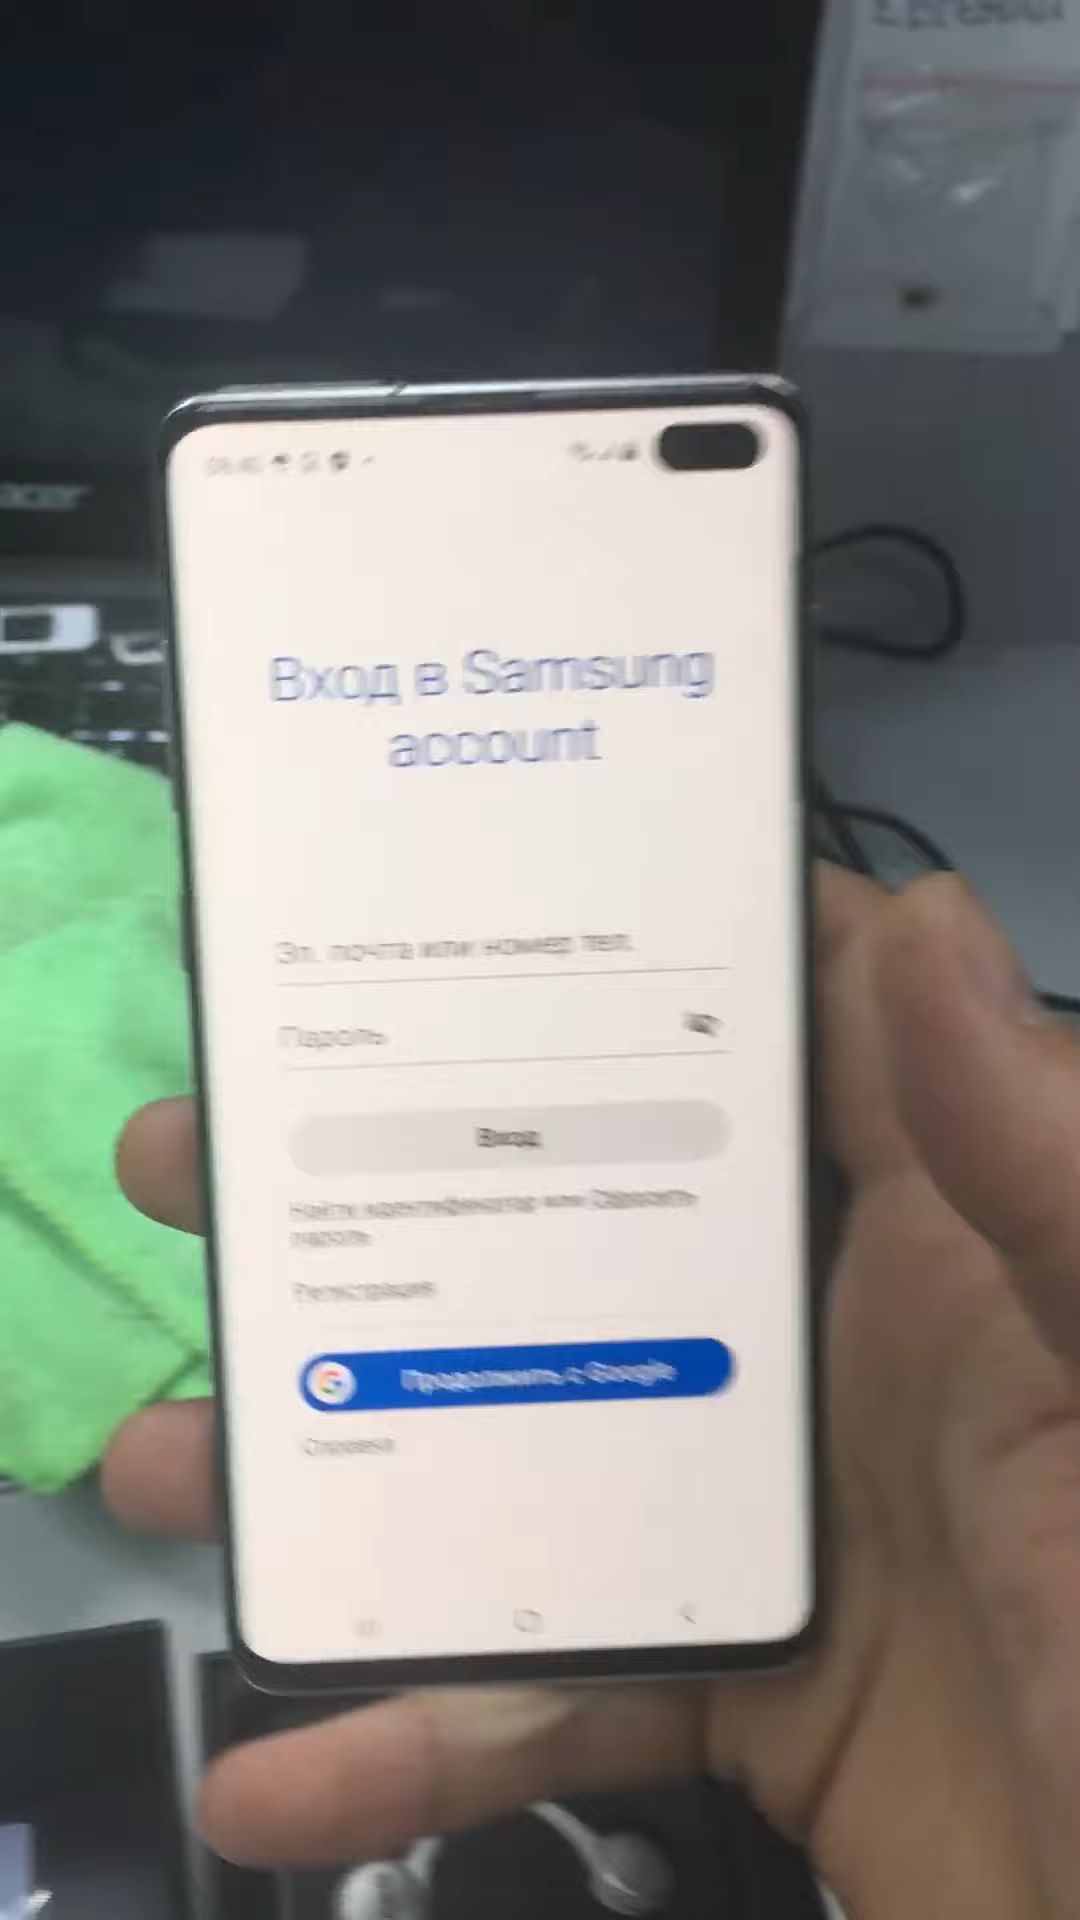 acer
Вход в Samsung
account
Эл. почта или номер тел.
Пароль
Вход
Найти идентификатор или Сбросить
пароль
Регистрация
Продолжить с Google
Справка